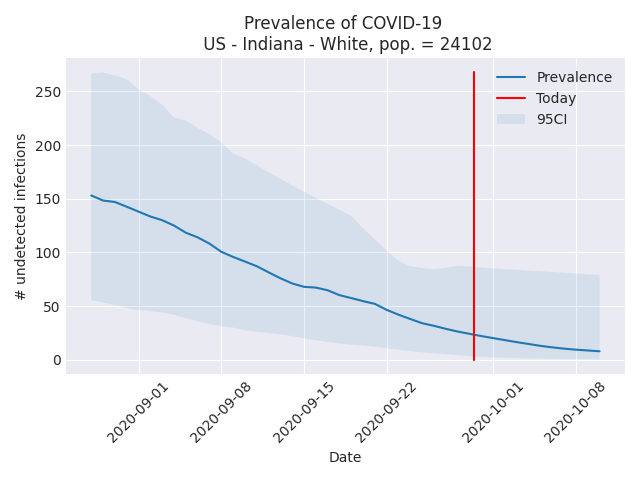 Prevalence of COVID-19
US - Indiana - White, pop. = 24102
Prevalence
Today
95CI
# undetected infections
250
200
150
100
50
0
2020-09-01
2020-09-08
2020-09-15
2020-09-22
2020-10-01
2020-10-08
Date